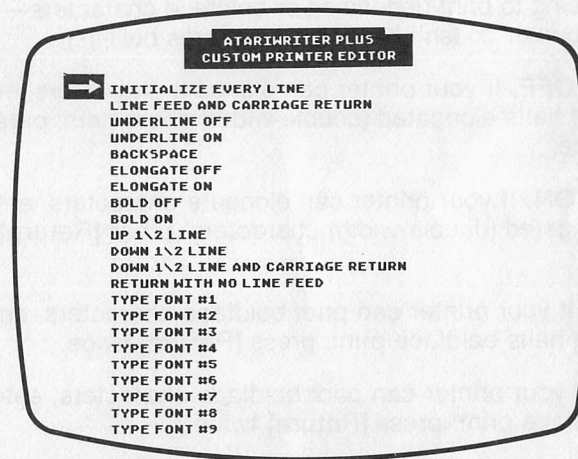 ATARIWRITER PLUS
CUSTOM PRINTER EDITOR
INITIALIZE EVERY LINE
LINE FEED AND CARRIAGE RETURN
UNDERLINE OFF
UNDERLINE ON
BACKSPACE
ELONGATE OFF
ELONGATE ON
BOLD OFF
BOLD ON
UP 1\2 LINE
DOWN 1\2 LINE
DOWN 1\2 LINE AND CARRIAGE RETURN
RETURN WITH NO LINE FEED
TYPE FONT #1
TYPE FONT #2
TYPE FONT #3
TYPE FONT #4
TYPE FONT #5
TYPE FONT #6
TYPE FONT #7
TYPE FONT #8
TYPE FONT #9